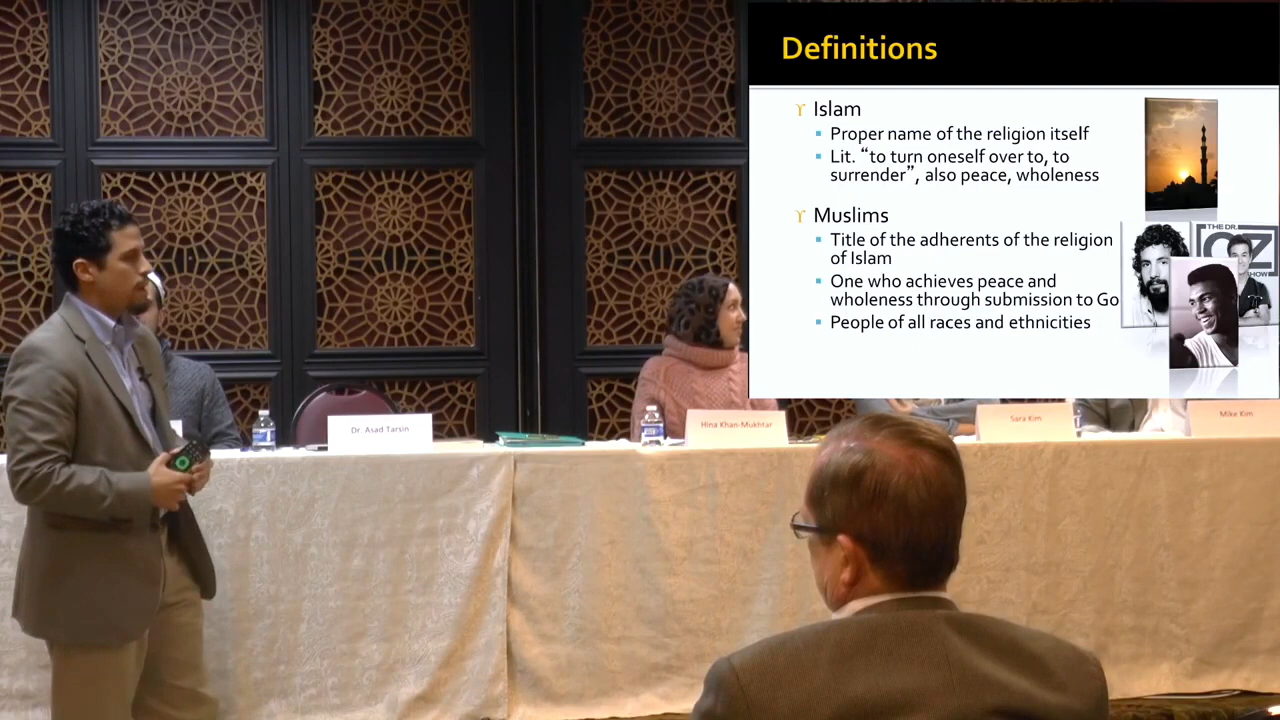 Definitions
Islam
Proper name of the religion itself
Lit. “to turn oneself over to, to
surrender”, also peace, wholeness
Muslims
Title of the adherents of the religion
of Islam
One who achieves peace and
wholeness through submission to Go
People of all races and ethnicities
THE DR.
OZ
SHOW
Dr. Asad Tarsin
Hina Khan-Mukhtar
Sara Kim
Mike Kim